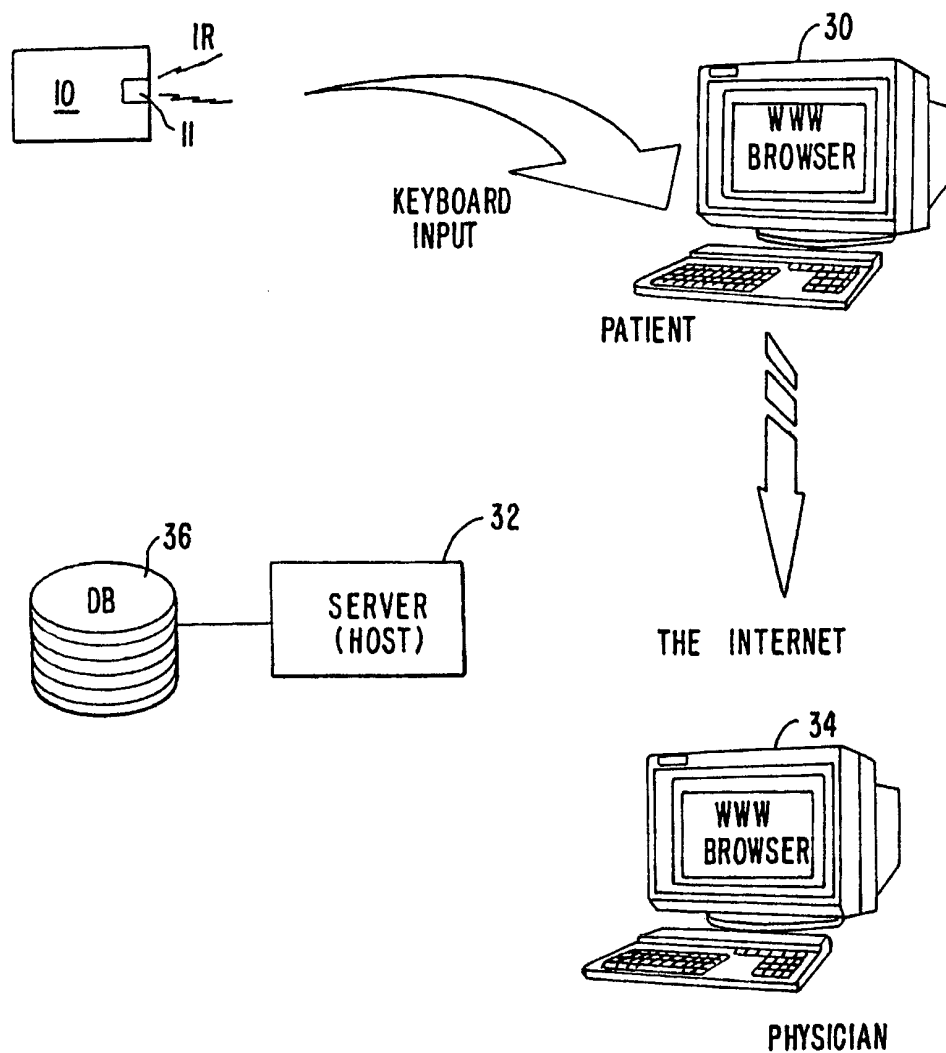 IR
10
11
30
WWW
BROWSER
KEYBOARD
INPUT
PATIENT
36
DB
32
SERVER
(HOST)
THE INTERNET
34
WWW
BROWSER
PHYSICIAN